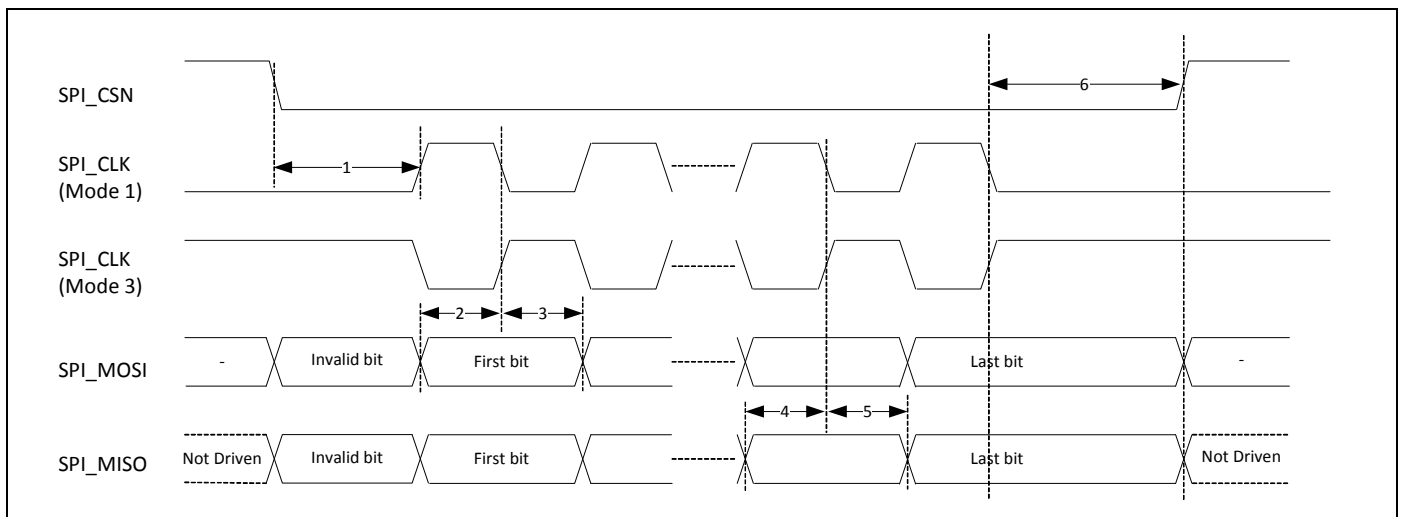 SPI_CSN
6
SPI_CLK
(Mode 1)
1
SPI_CLK
(Mode 3)
2
3
SPI_MOSI
-
Invalid bit
First bit
Last bit
-
4
5
SPI_MISO
Not Driven
Invalid bit
First bit
Last bit
Not Driven